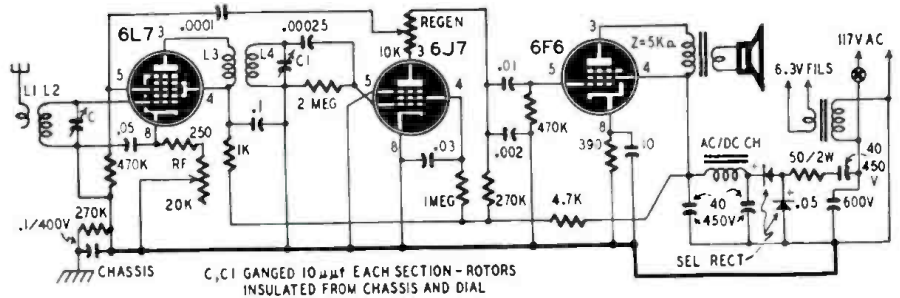 .0001
6L7
3
5
4
8
L1 L2
C
.05
250
RF
20K
470K
270K
.1/400V
CHASSIS
L3
L4
.00025
C1
2 MEG
.1
1K
REGEN
10K
3
6J7
5
4
8
.03
1MEG
270K
.002
.01
470K
6F6
3
5
4
8
390
10
4.7K
Z=5KΩ
117V AC
6.3V FILS
AC/DC CH
50/2W
40
450
V
40
450V
+
+
.05
600V
SEL RECT
C,C1 GANGED 10μμf EACH SECTION - ROTORS
INSULATED FROM CHASSIS AND DIAL